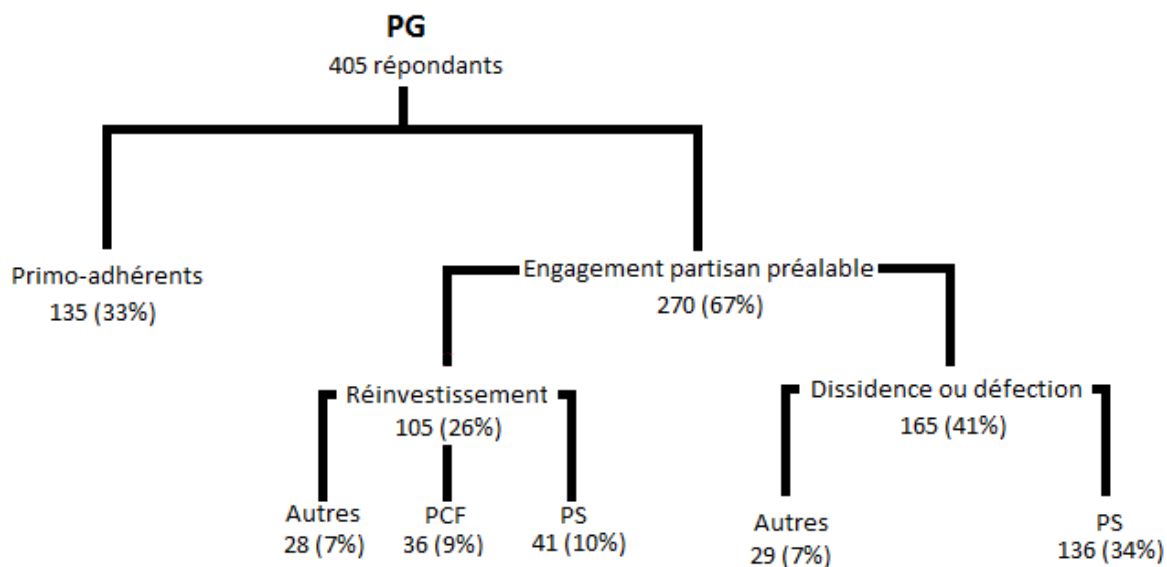 PG
405 répondants
Primo-adhérents
135 (33%)
Engagement partisan préalable
270 (67%)
Réinvestissement
105 (26%)
Dissidence ou défection
165 (41%)
Autres
28 (7%)
PCF
36 (9%)
PS
41 (10%)
Autres
29 (7%)
PS
136 (34%)